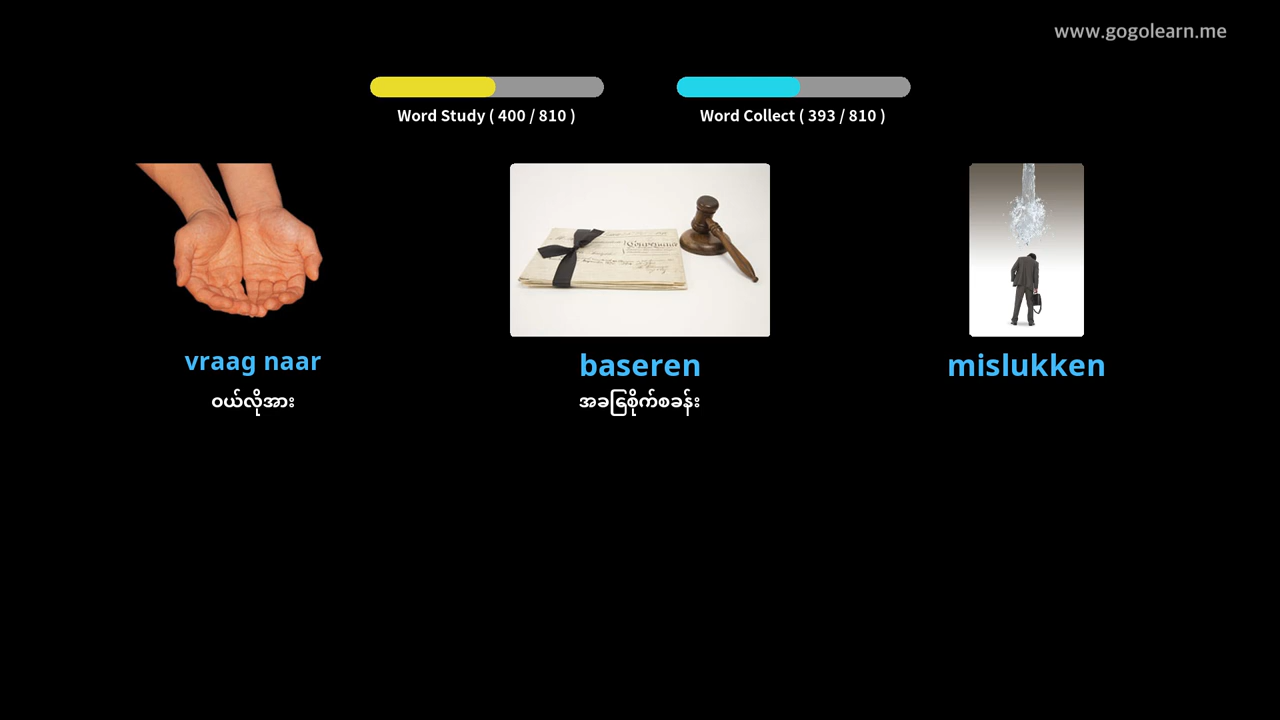 www.gogolearn.me
Word Study ( 400 / 810 )
Word Collect ( 393 / 810 )
vraag naar
baseren
mislukken
ဝယ်လိုအား
အခြေစိုက်စခန်း